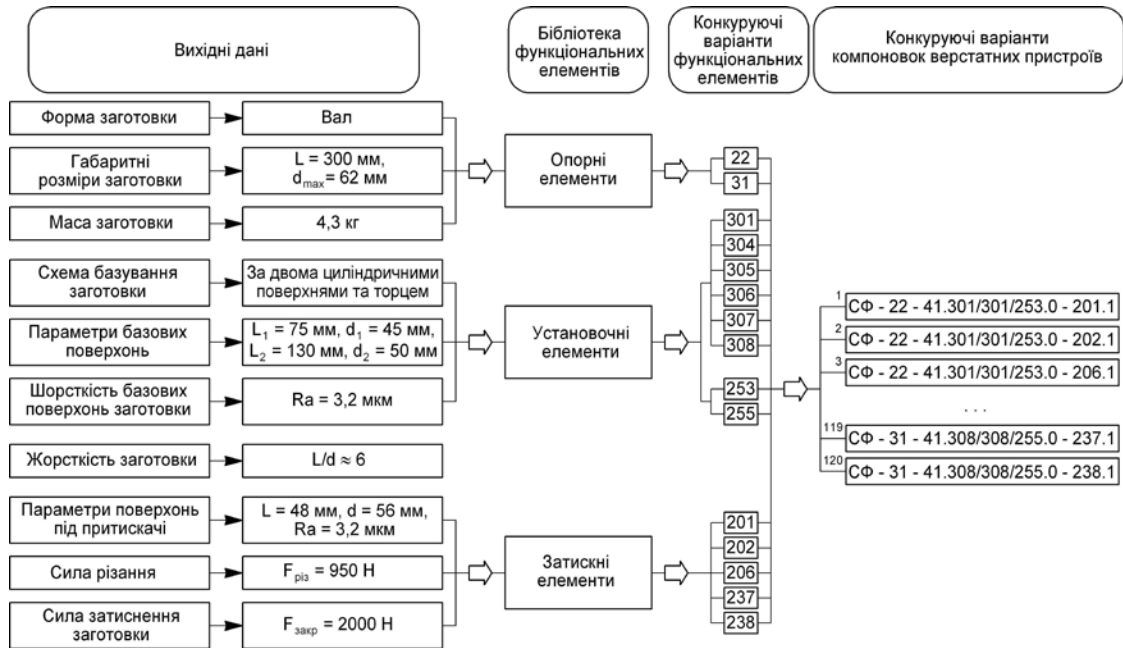 Вихідні дані
Бібліотека
функціональних
елементів
Конкуруючі
варіанти
функціональних
елементів
Конкуруючі варіанти
компоновок верстатних пристроїв
Форма заготовки
Вал
Габаритні
розміри заготовки
L = 300 мм,
dmax = 62 мм
Маса заготовки
4,3 кг
Опорні
елементи
22
31
Схема базування
заготовки
За двома циліндричними
поверхнями та торцем
Параметри базових
поверхонь
L1 = 75 мм, d1 = 45 мм,
L2 = 130 мм, d2 = 50 мм
Шорсткість базових
поверхонь заготовки
Ra = 3,2 мкм
Установочні
елементи
301
304
305
306
307
308
253
255
Жорсткість заготовки
L/d ≈ 6
Параметри поверхонь
під притискачі
L = 48 мм, d = 56 мм,
Ra = 3,2 мкм
Сила різання
Fріз = 950 Н
Сила затиснення
заготовки
Fзакр = 2000 Н
Затискні
елементи
201
202
206
237
238
1 СФ - 22 - 41.301/301/253.0 - 201.1
2 СФ - 22 - 41.301/301/253.0 - 202.1
3 СФ - 22 - 41.301/301/253.0 - 206.1
. . .
119 СФ - 31 - 41.308/308/255.0 - 237.1
120 СФ - 31 - 41.308/308/255.0 - 238.1